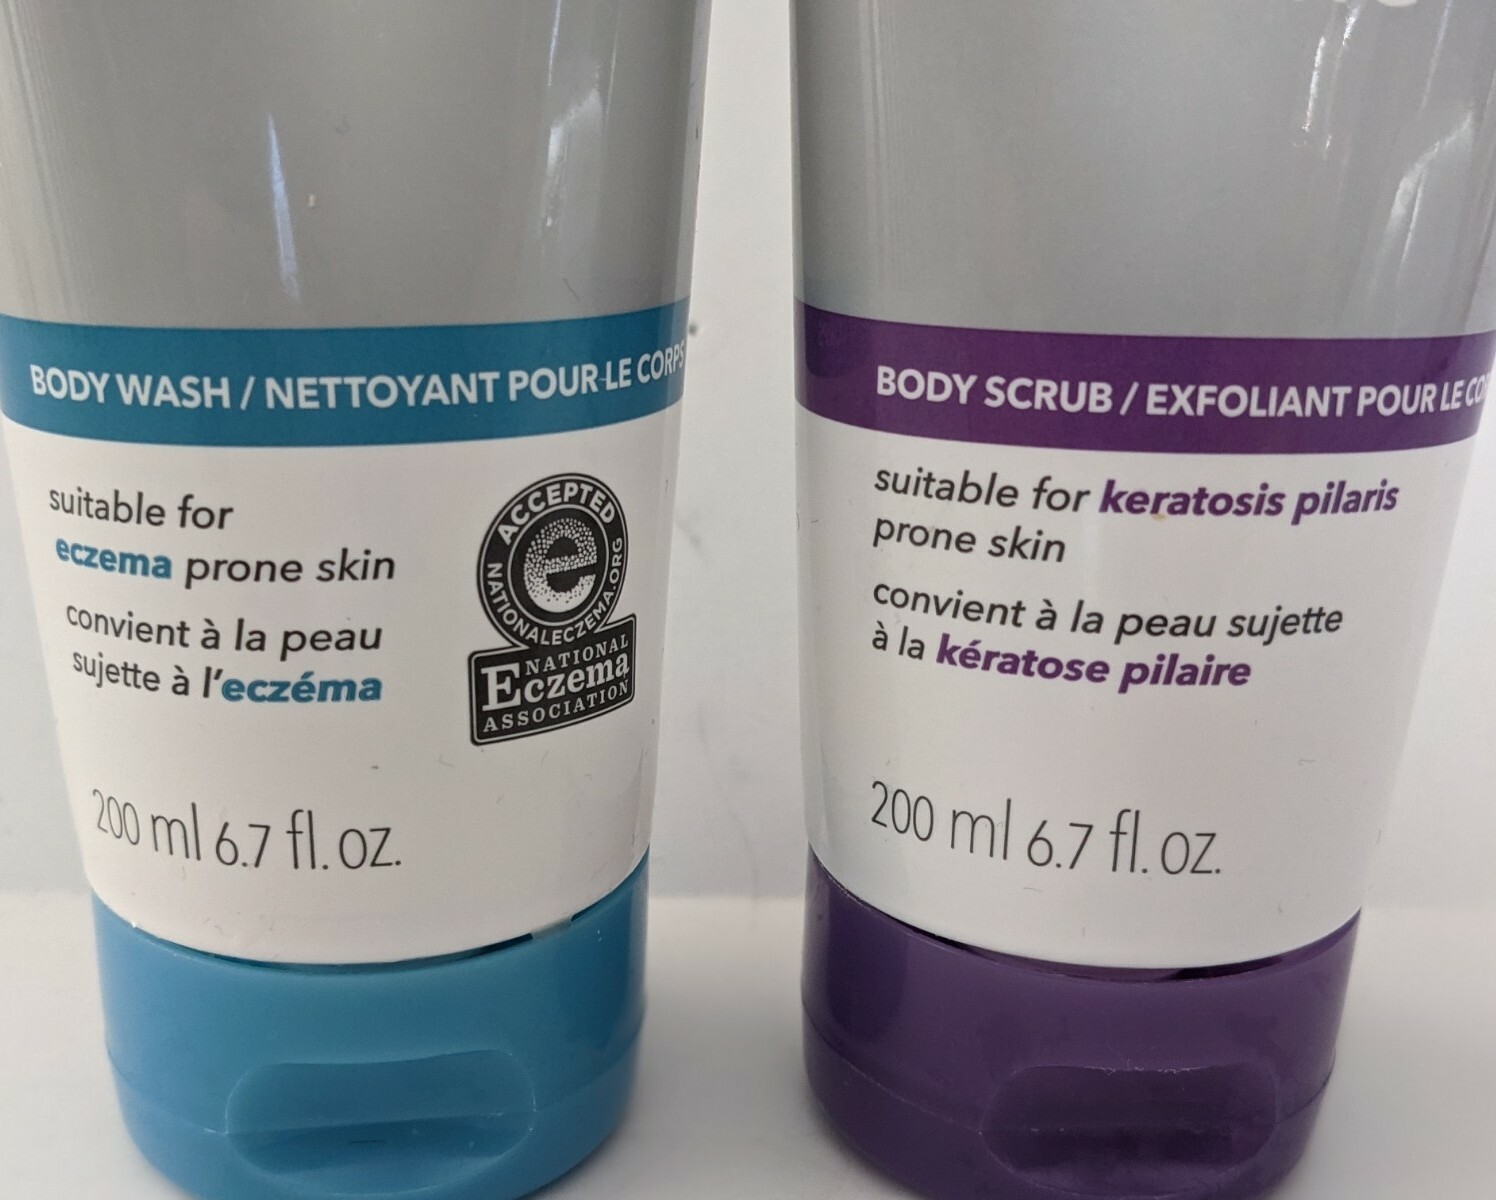 BODY WASH / NETTOYANT POUR LE CORPS
suitable for
eczema prone skin
convient à la peau
sujette à l'eczéma
ACCEPTED
e
NATIONALECZEMA.ORG
NATIONAL
Eczema
ASSOCIATION
200 ml 6.7 fl. oz.
BODY SCRUB / EXFOLIANT POUR LE CO
suitable for keratosis pilaris
prone skin
convient à la peau sujette
à la kératose pilaire
200 ml 6.7 fl. oz.